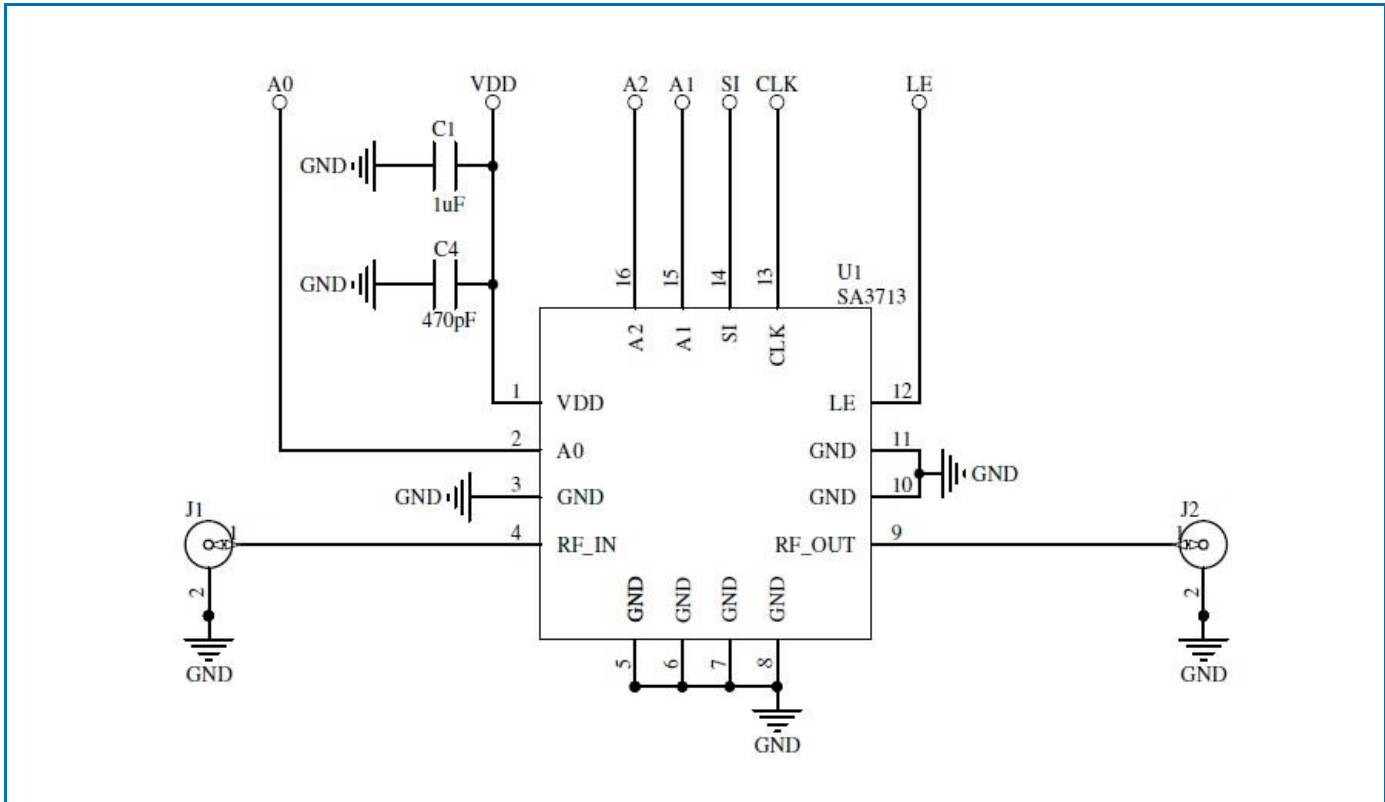 A0 VDD A2 A1 SI CLK LE
C1
GND
1uF
C4
GND
470pF
16 15 14 13
U1
SA3713
A2 A1 SI CLK
1 VDD LE 12
2 A0 GND 11
GND 3 GND GND 10 GND
J1 J2
1 4 RF_IN RF_OUT 9 1
GND GND GND GND
2 2
5 6 7 8
GND GND
GND